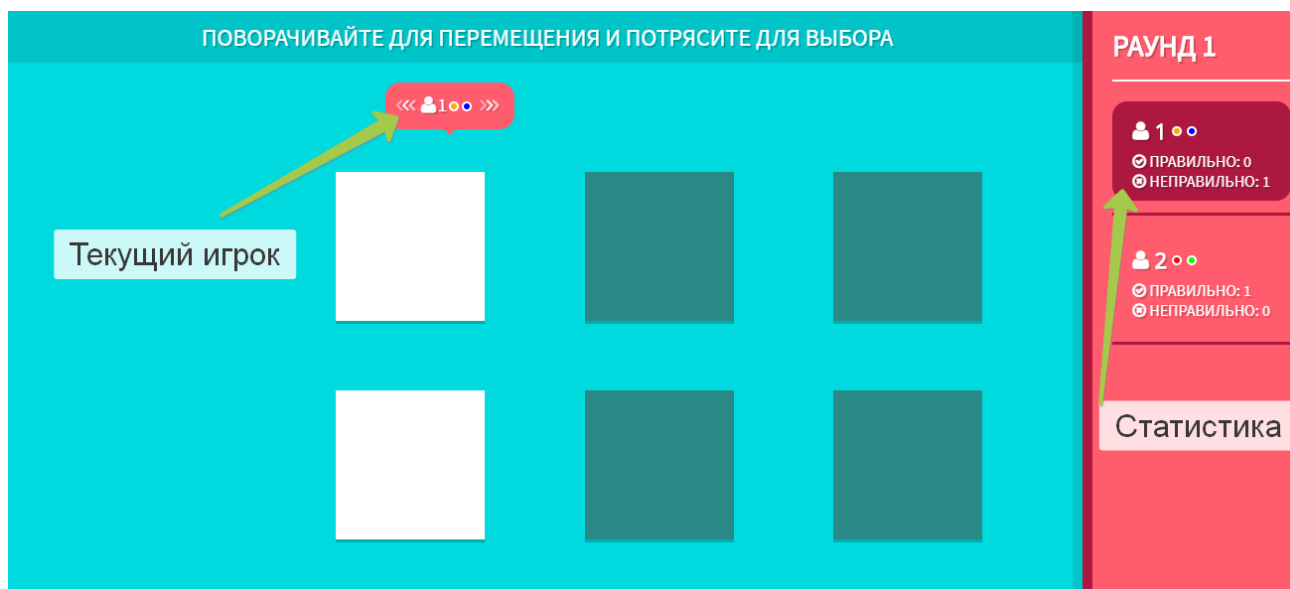 ПОВОРАЧИВАЙТЕ ДЛЯ ПЕРЕМЕЩЕНИЯ И ПОТРЯСИТЕ ДЛЯ ВЫБОРА
1
Текущий игрок
РАУНД 1
1
ПРАВИЛЬНО: 0
НЕПРАВИЛЬНО: 1
2
ПРАВИЛЬНО: 1
НЕПРАВИЛЬНО: 0
Статистика